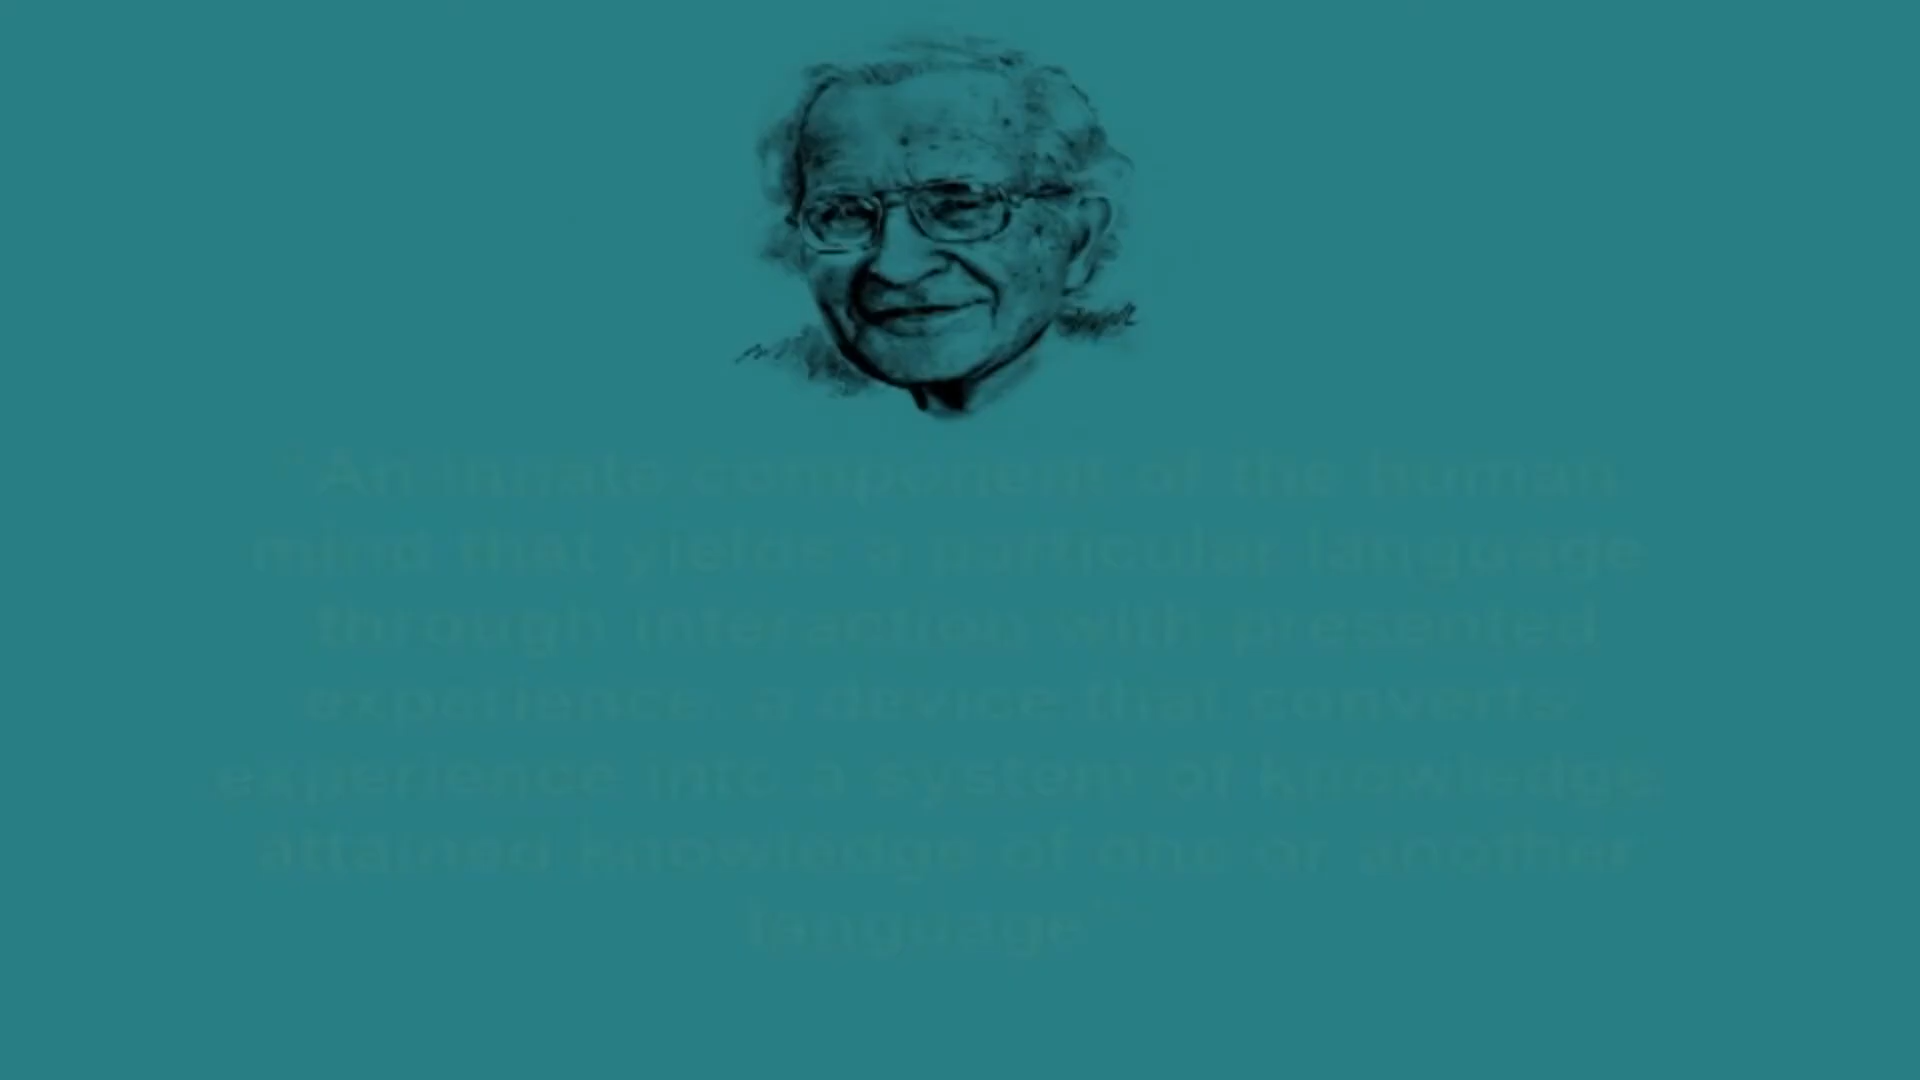 "An innate component of the human
mind that yields a particular language
through interaction with presented
experience, a device that converts
experience into a system of knowledge
attained knowledge of one or another
language"